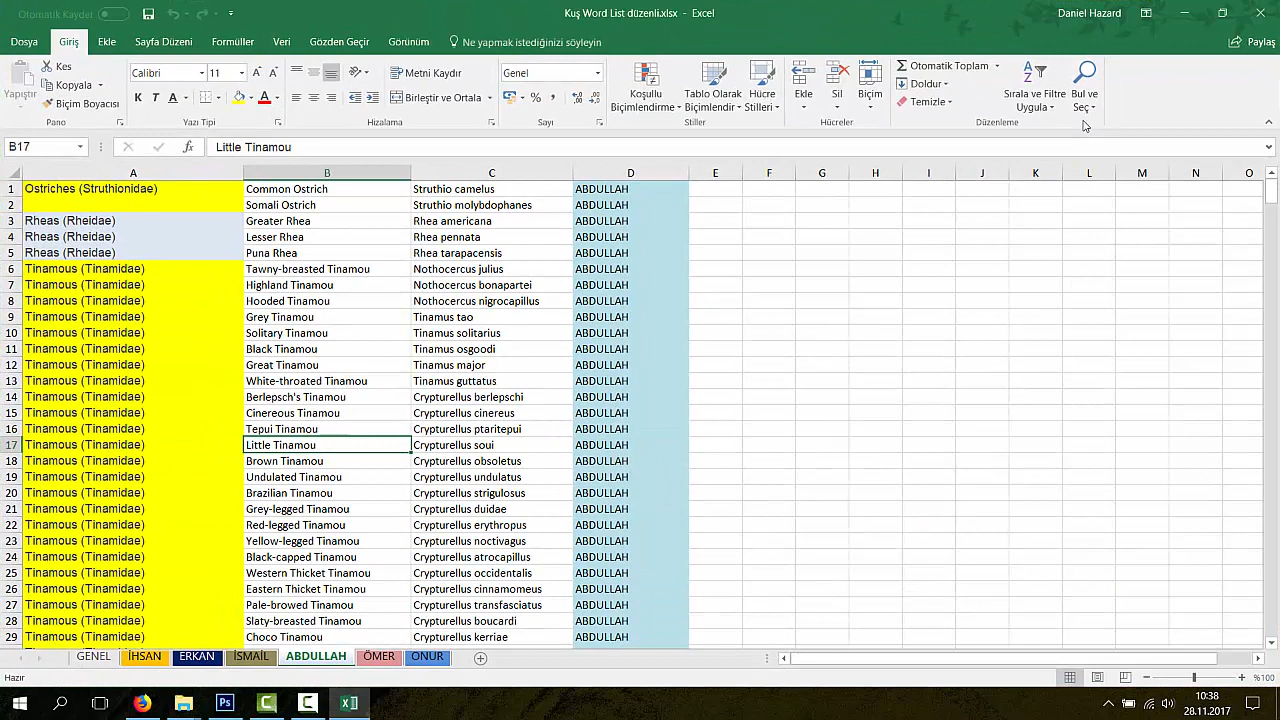 Otomatik Kaydet
Kuş Word List düzenli.xlsx - Excel
Daniel Hazard
Dosya Giriş Ekle Sayfa Düzeni Formüller Veri Gözden Geçir Görünüm Ne yapmak istediğinizi söyleyin Paylaş
Yapıştır
Kes
Kopyala
Biçim Boyacısı
Pano
Calibri 11
K T A
Yazı Tipi
Metni Kaydır
Birleştir ve Ortala
Hizalama
Genel
%
Sayı
Koşullu Biçimlendirme
Tablo Olarak Biçimlendir
Hücre Stilleri
Stiller
Ekle Sil Biçim
Hücreler
Otomatik Toplam
Doldur
Temizle
Sırala ve Filtre Uygula
Bul ve Seç
Düzenleme
B17 fx Little Tinamou
A B C D E F G H I J K L M N O
1 Ostriches (Struthionidae) Common Ostrich Struthio camelus ABDULLAH
2 Somali Ostrich Struthio molybdophanes ABDULLAH
3 Rheas (Rheidae) Greater Rhea Rhea americana ABDULLAH
4 Rheas (Rheidae) Lesser Rhea Rhea pennata ABDULLAH
5 Rheas (Rheidae) Puna Rhea Rhea tarapacensis ABDULLAH
6 Tinamous (Tinamidae) Tawny-breasted Tinamou Nothocercus julius ABDULLAH
7 Tinamous (Tinamidae) Highland Tinamou Nothocercus bonapartei ABDULLAH
8 Tinamous (Tinamidae) Hooded Tinamou Nothocercus nigrocapillus ABDULLAH
9 Tinamous (Tinamidae) Grey Tinamou Tinamus tao ABDULLAH
10 Tinamous (Tinamidae) Solitary Tinamou Tinamus solitarius ABDULLAH
11 Tinamous (Tinamidae) Black Tinamou Tinamus osgoodi ABDULLAH
12 Tinamous (Tinamidae) Great Tinamou Tinamus major ABDULLAH
13 Tinamous (Tinamidae) White-throated Tinamou Tinamus guttatus ABDULLAH
14 Tinamous (Tinamidae) Berlepsch's Tinamou Crypturellus berlepschi ABDULLAH
15 Tinamous (Tinamidae) Cinereous Tinamou Crypturellus cinereus ABDULLAH
16 Tinamous (Tinamidae) Tepui Tinamou Crypturellus ptaritepui ABDULLAH
17 Tinamous (Tinamidae) Little Tinamou Crypturellus soui ABDULLAH
18 Tinamous (Tinamidae) Brown Tinamou Crypturellus obsoletus ABDULLAH
19 Tinamous (Tinamidae) Undulated Tinamou Crypturellus undulatus ABDULLAH
20 Tinamous (Tinamidae) Brazilian Tinamou Crypturellus strigulosus ABDULLAH
21 Tinamous (Tinamidae) Grey-legged Tinamou Crypturellus duidae ABDULLAH
22 Tinamous (Tinamidae) Red-legged Tinamou Crypturellus erythropus ABDULLAH
23 Tinamous (Tinamidae) Yellow-legged Tinamou Crypturellus noctivagus ABDULLAH
24 Tinamous (Tinamidae) Black-capped Tinamou Crypturellus atrocapillus ABDULLAH
25 Tinamous (Tinamidae) Western Thicket Tinamou Crypturellus occidentalis ABDULLAH
26 Tinamous (Tinamidae) Eastern Thicket Tinamou Crypturellus cinnamomeus ABDULLAH
27 Tinamous (Tinamidae) Pale-browed Tinamou Crypturellus transfasciatus ABDULLAH
28 Tinamous (Tinamidae) Slaty-breasted Tinamou Crypturellus boucardi ABDULLAH
29 Tinamous (Tinamidae) Choco Tinamou Crypturellus kerriae ABDULLAH
GENEL İHSAN ERKAN İSMAİL ABDULLAH ÖMER ONUR
Hazır
%100
Ps
10:38
28.11.2017